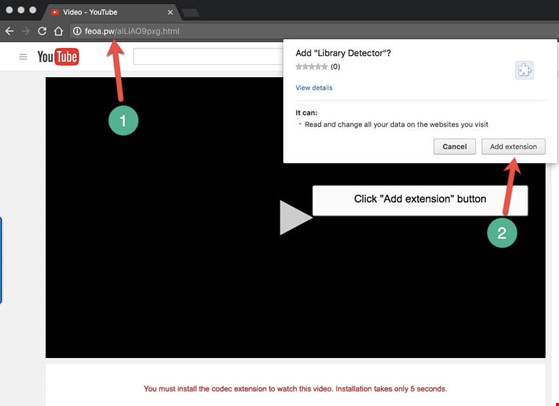 Video - YouTube
feoa.pw/alLiAO9pxg.html
YouTube
Add "Library Detector"?
(0)
View details
It can:
• Read and change all your data on the websites you visit
Cancel
Add extension
1
Click "Add extension" button
2
You must install the codec extension to watch this video. Installation takes only 5 seconds.